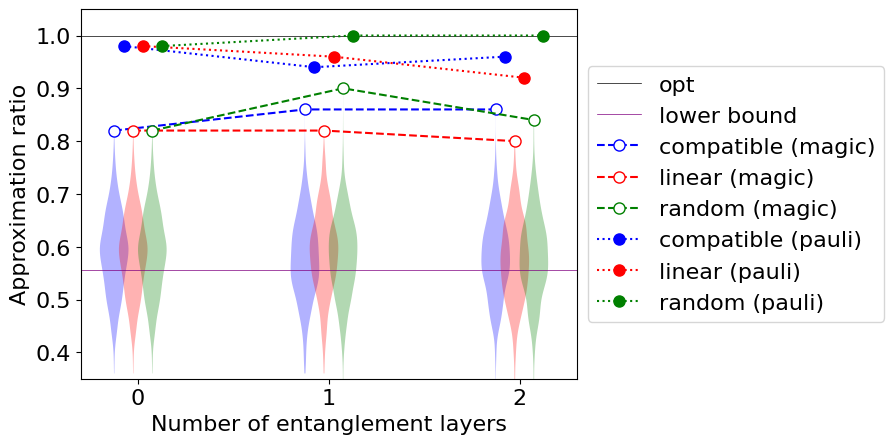 1.0
0.9
0.8
0.7
0.6
0.5
0.4
Approximation ratio
0 1 2
Number of entanglement layers
opt
lower bound
compatible (magic)
linear (magic)
random (magic)
compatible (pauli)
linear (pauli)
random (pauli)